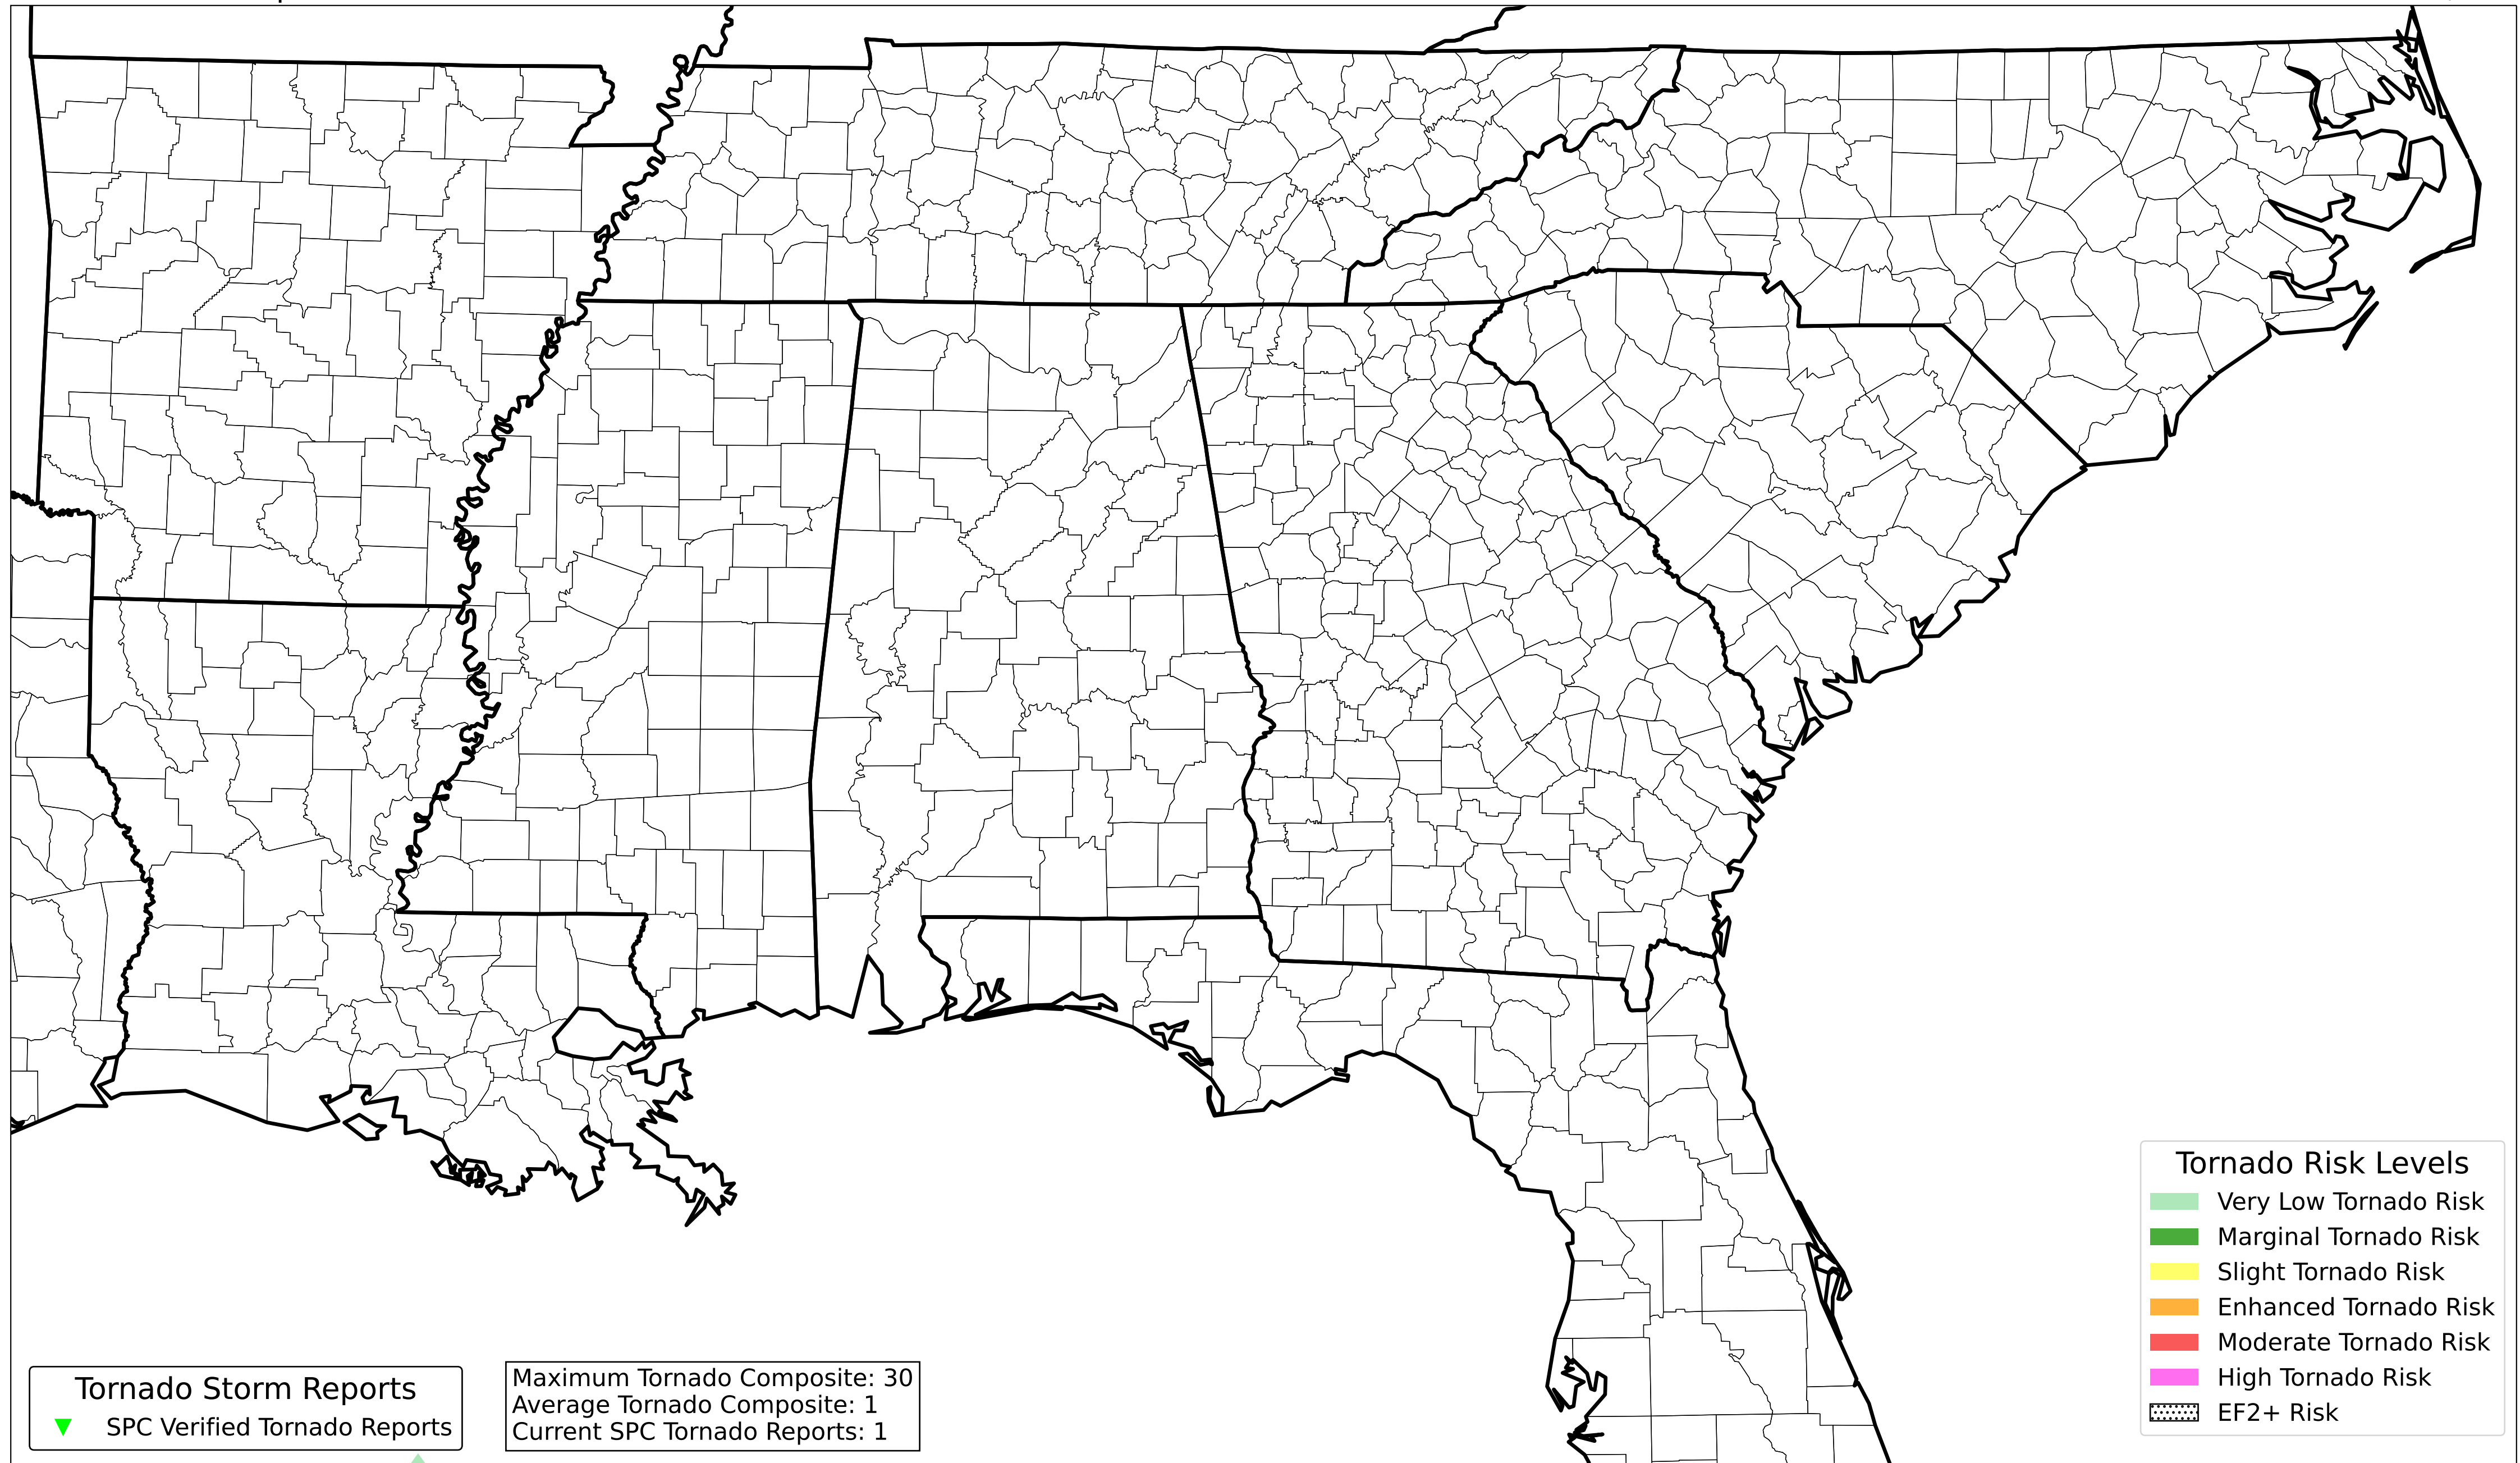 Tornado Risk Levels
Very Low Tornado Risk
Marginal Tornado Risk
Slight Tornado Risk
Enhanced Tornado Risk
Moderate Tornado Risk
High Tornado Risk
EF2+ Risk
Tornado Storm Reports
SPC Verified Tornado Reports
Maximum Tornado Composite: 30
Average Tornado Composite: 1
Current SPC Tornado Reports: 1